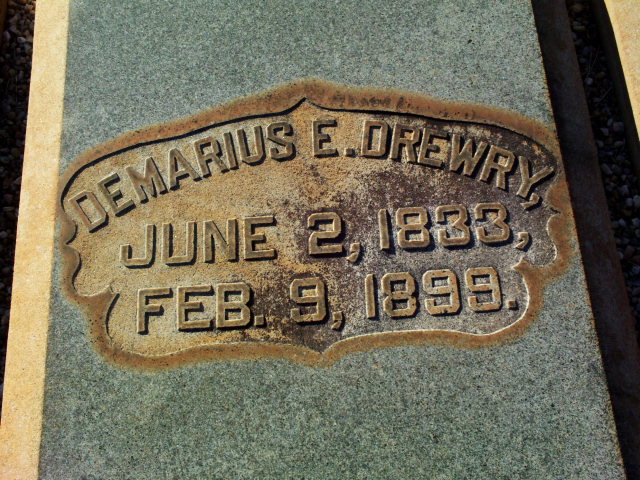 DEMARIUS E. DREWRY,
JUNE 2, 1833,
FEB. 9, 1899.